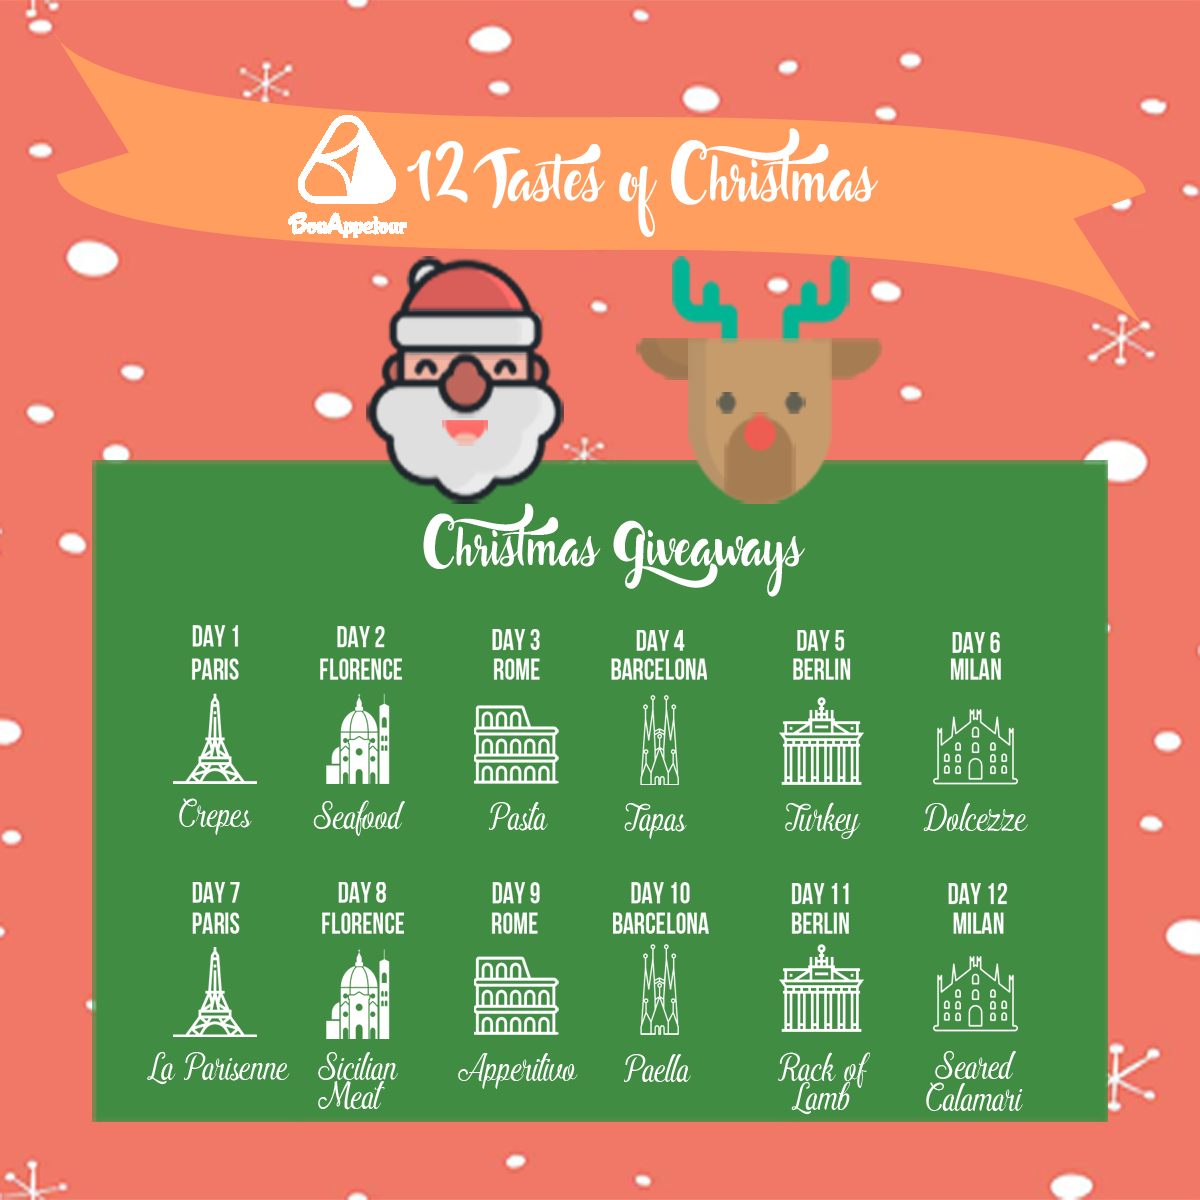 12 Tastes of Christmas
BonAppetour
Christmas Giveaways
DAY 1
PARIS
Crepes
DAY 2
FLORENCE
Seafood
DAY 3
ROME
Pasta
DAY 4
BARCELONA
Tapas
DAY 5
BERLIN
Turkey
DAY 6
MILAN
Dolcezze
DAY 7
PARIS
La Parisenne
DAY 8
FLORENCE
Sicilian
Meat
DAY 9
ROME
Apperitivo
DAY 10
BARCELONA
Paella
DAY 11
BERLIN
Rack of
Lamb
DAY 12
MILAN
Seared
Calamari